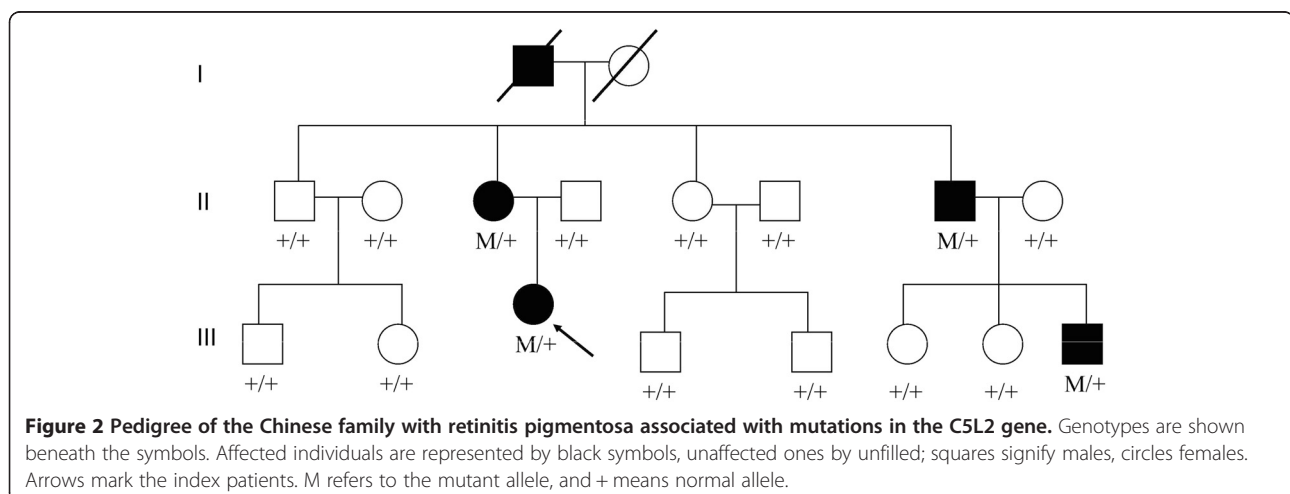 I
II
+/+ +/+ M/+ +/+ +/+ +/+ M/+ +/+
III
M/+
+/+ +/+ +/+ +/+ +/+ +/+ M/+
Figure 2 Pedigree of the Chinese family with retinitis pigmentosa associated with mutations in the C5L2 gene. Genotypes are shown
beneath the symbols. Affected individuals are represented by black symbols, unaffected ones by unfilled; squares signify males, circles females.
Arrows mark the index patients. M refers to the mutant allele, and + means normal allele.